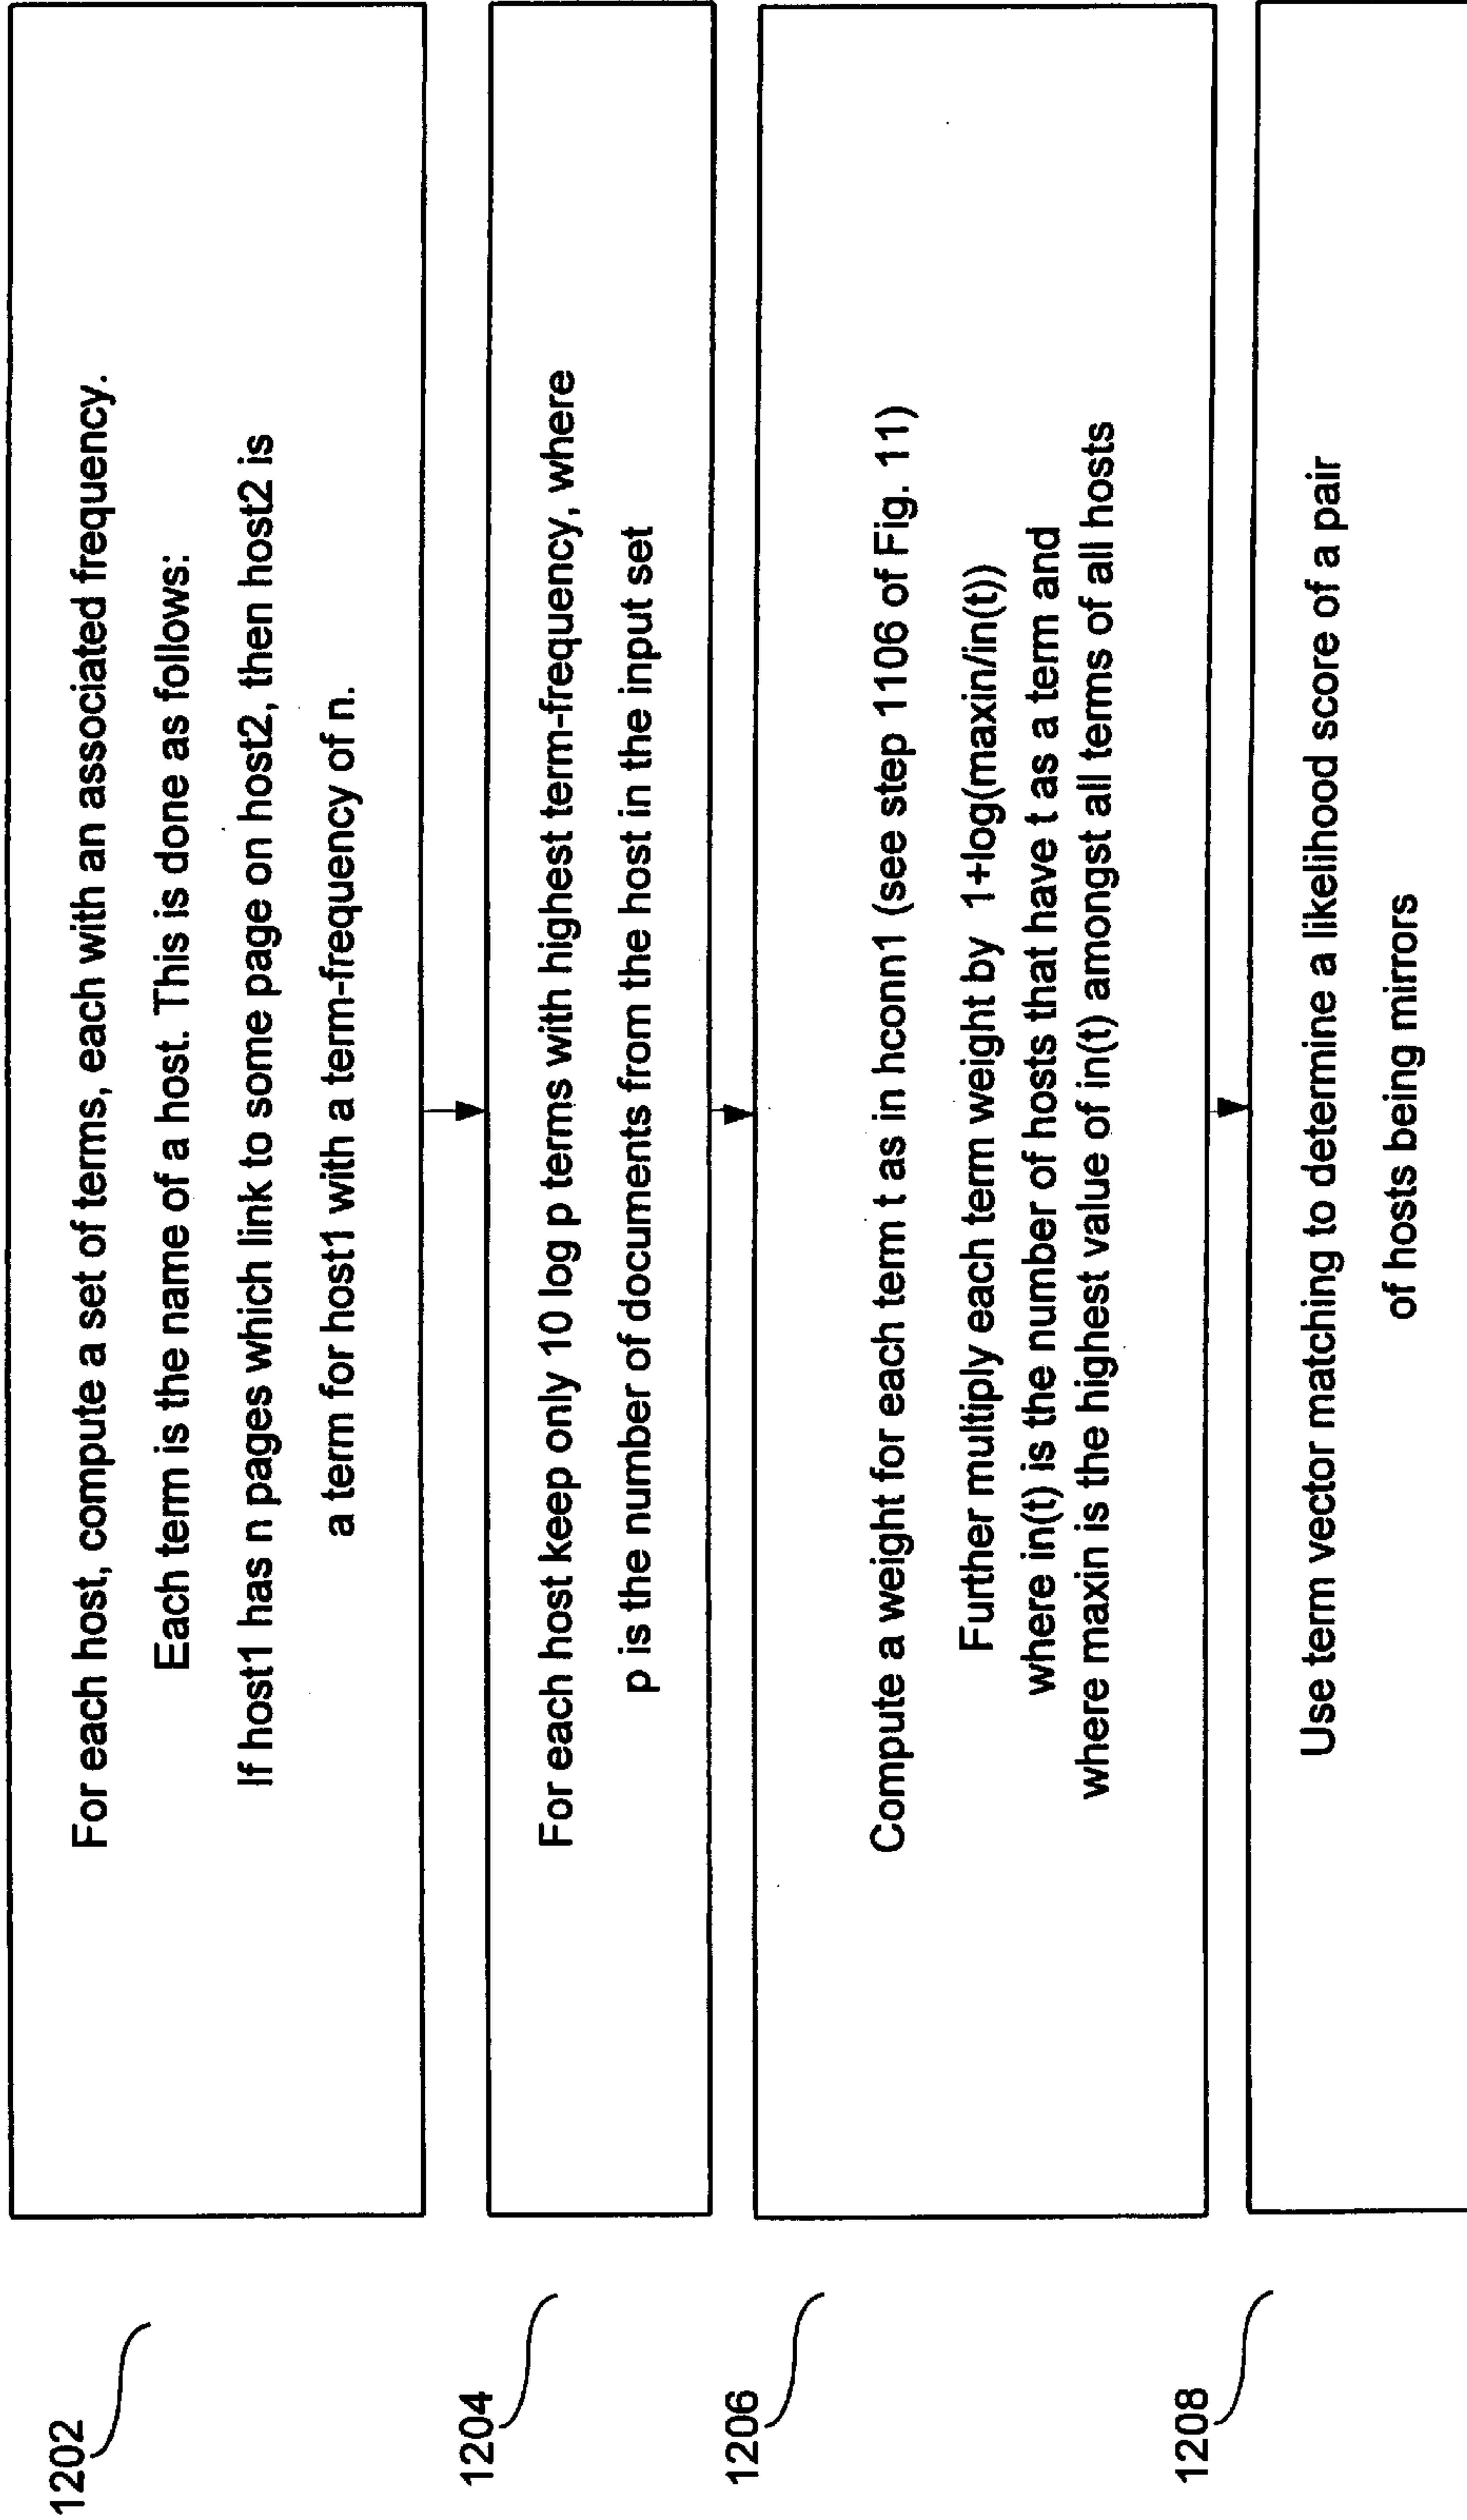 1202
For each host, compute a set of terms, each with an associated frequency.
Each term is the name of a host. This is done as follows:
If host1 has n pages which link to some page on host2, then host2 is
a term for host1 with a term-frequency of n.
1204
For each host keep only 10 log p terms with highest term-frequency, where
p is the number of documents from the host in the input set
1206
Compute a weight for each term t as in hconn1 (see step 1106 of Fig. 11)
Further multiply each term weight by 1+log(maxin/in(t))
where in(t) is the number of hosts that have t as a term and
where maxin is the highest value of in(t) amongst all terms of all hosts
1208
Use term vector matching to determine a likelihood score of a pair
of hosts being mirrors